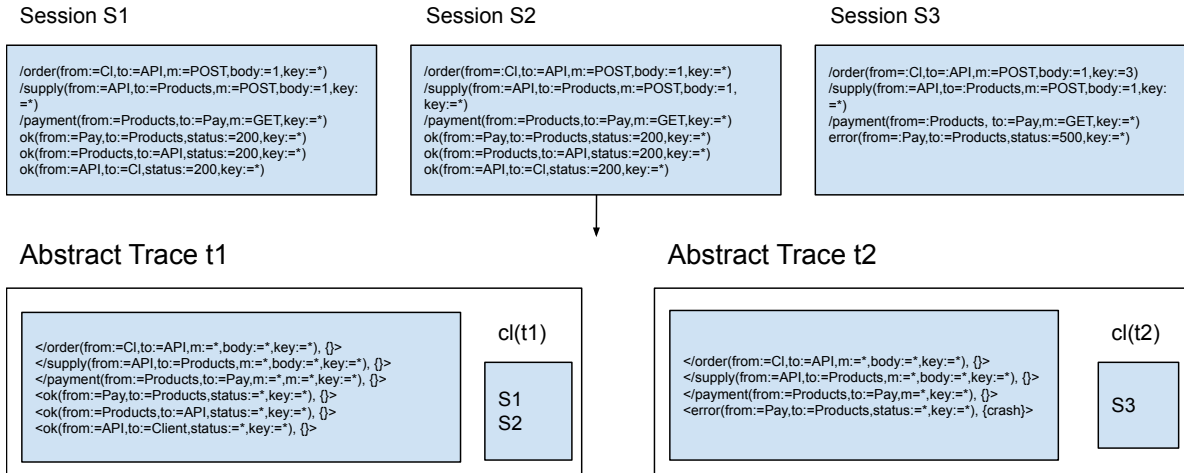 Session S1
/order(from:=Cl,to:=API,m:=POST,body:=1,key:=*)
/supply(from:=API,to:=Products,m:=POST,body:=1,key:
=*)
/payment(from:=Products,to:=Pay,m:=GET,key:=*)
ok(from:=Pay,to:=Products,status:=200,key:=*)
ok(from:=Products,to:=API,status:=200,key:=*)
ok(from:=API,to:=Cl,status:=200,key:=*)
Session S2
/order(from=:Cl,to:=API,m:=POST,body:=1,key:=*)
/supply(from:=API,to:=Products,m:=POST,body:=1,
key:=*)
/payment(from:=Products,to:=Pay,m:=GET,key:=*)
ok(from:=Pay,to:=Products,status:=200,key:=*)
ok(from:=Products,to:=API,status:=200,key:=*)
ok(from:=API,to:=Cl,status:=200,key:=*)
Session S3
/order(from=:Cl,to=:API,m:=POST,body:=1,key:=3)
/supply(from:=API,to=:Products,m:=POST,body:=1,key:
=*)
/payment(from=:Products, to:=Pay,m:=GET,key:=*)
error(from=:Pay,to:=Products,status:=500,key:=*)
Abstract Trace t1
</order(from:=Cl,to:=API,m:=*,body:=*,key:=*), {}>
</supply(from:=API,to:=Products,m:=*,body:=*,key:=*), {}>
</payment(from:=Products,to:=Pay,m:=*,m:=*,key:=*), {}>
<ok(from:=Pay,to:=Products,status:=*,key:=*), {}>
<ok(from:=Products,to:=API,status:=*,key:=*), {}>
<ok(from:=API,to:=Client,status:=*,key:=*), {}>
cl(t1)
S1
S2
Abstract Trace t2
</order(from:=Cl,to:=API,m:=*,body:=*,key:=*), {}>
</supply(from:=API,to:=Products,m:=*,body:=*,key:=*), {}>
</payment(from:=Products,to:=Pay,m=*,key:=*), {}>
<error(from:=Pay,to:=Products,status:=*,key:=*), {crash}>
cl(t2)
S3